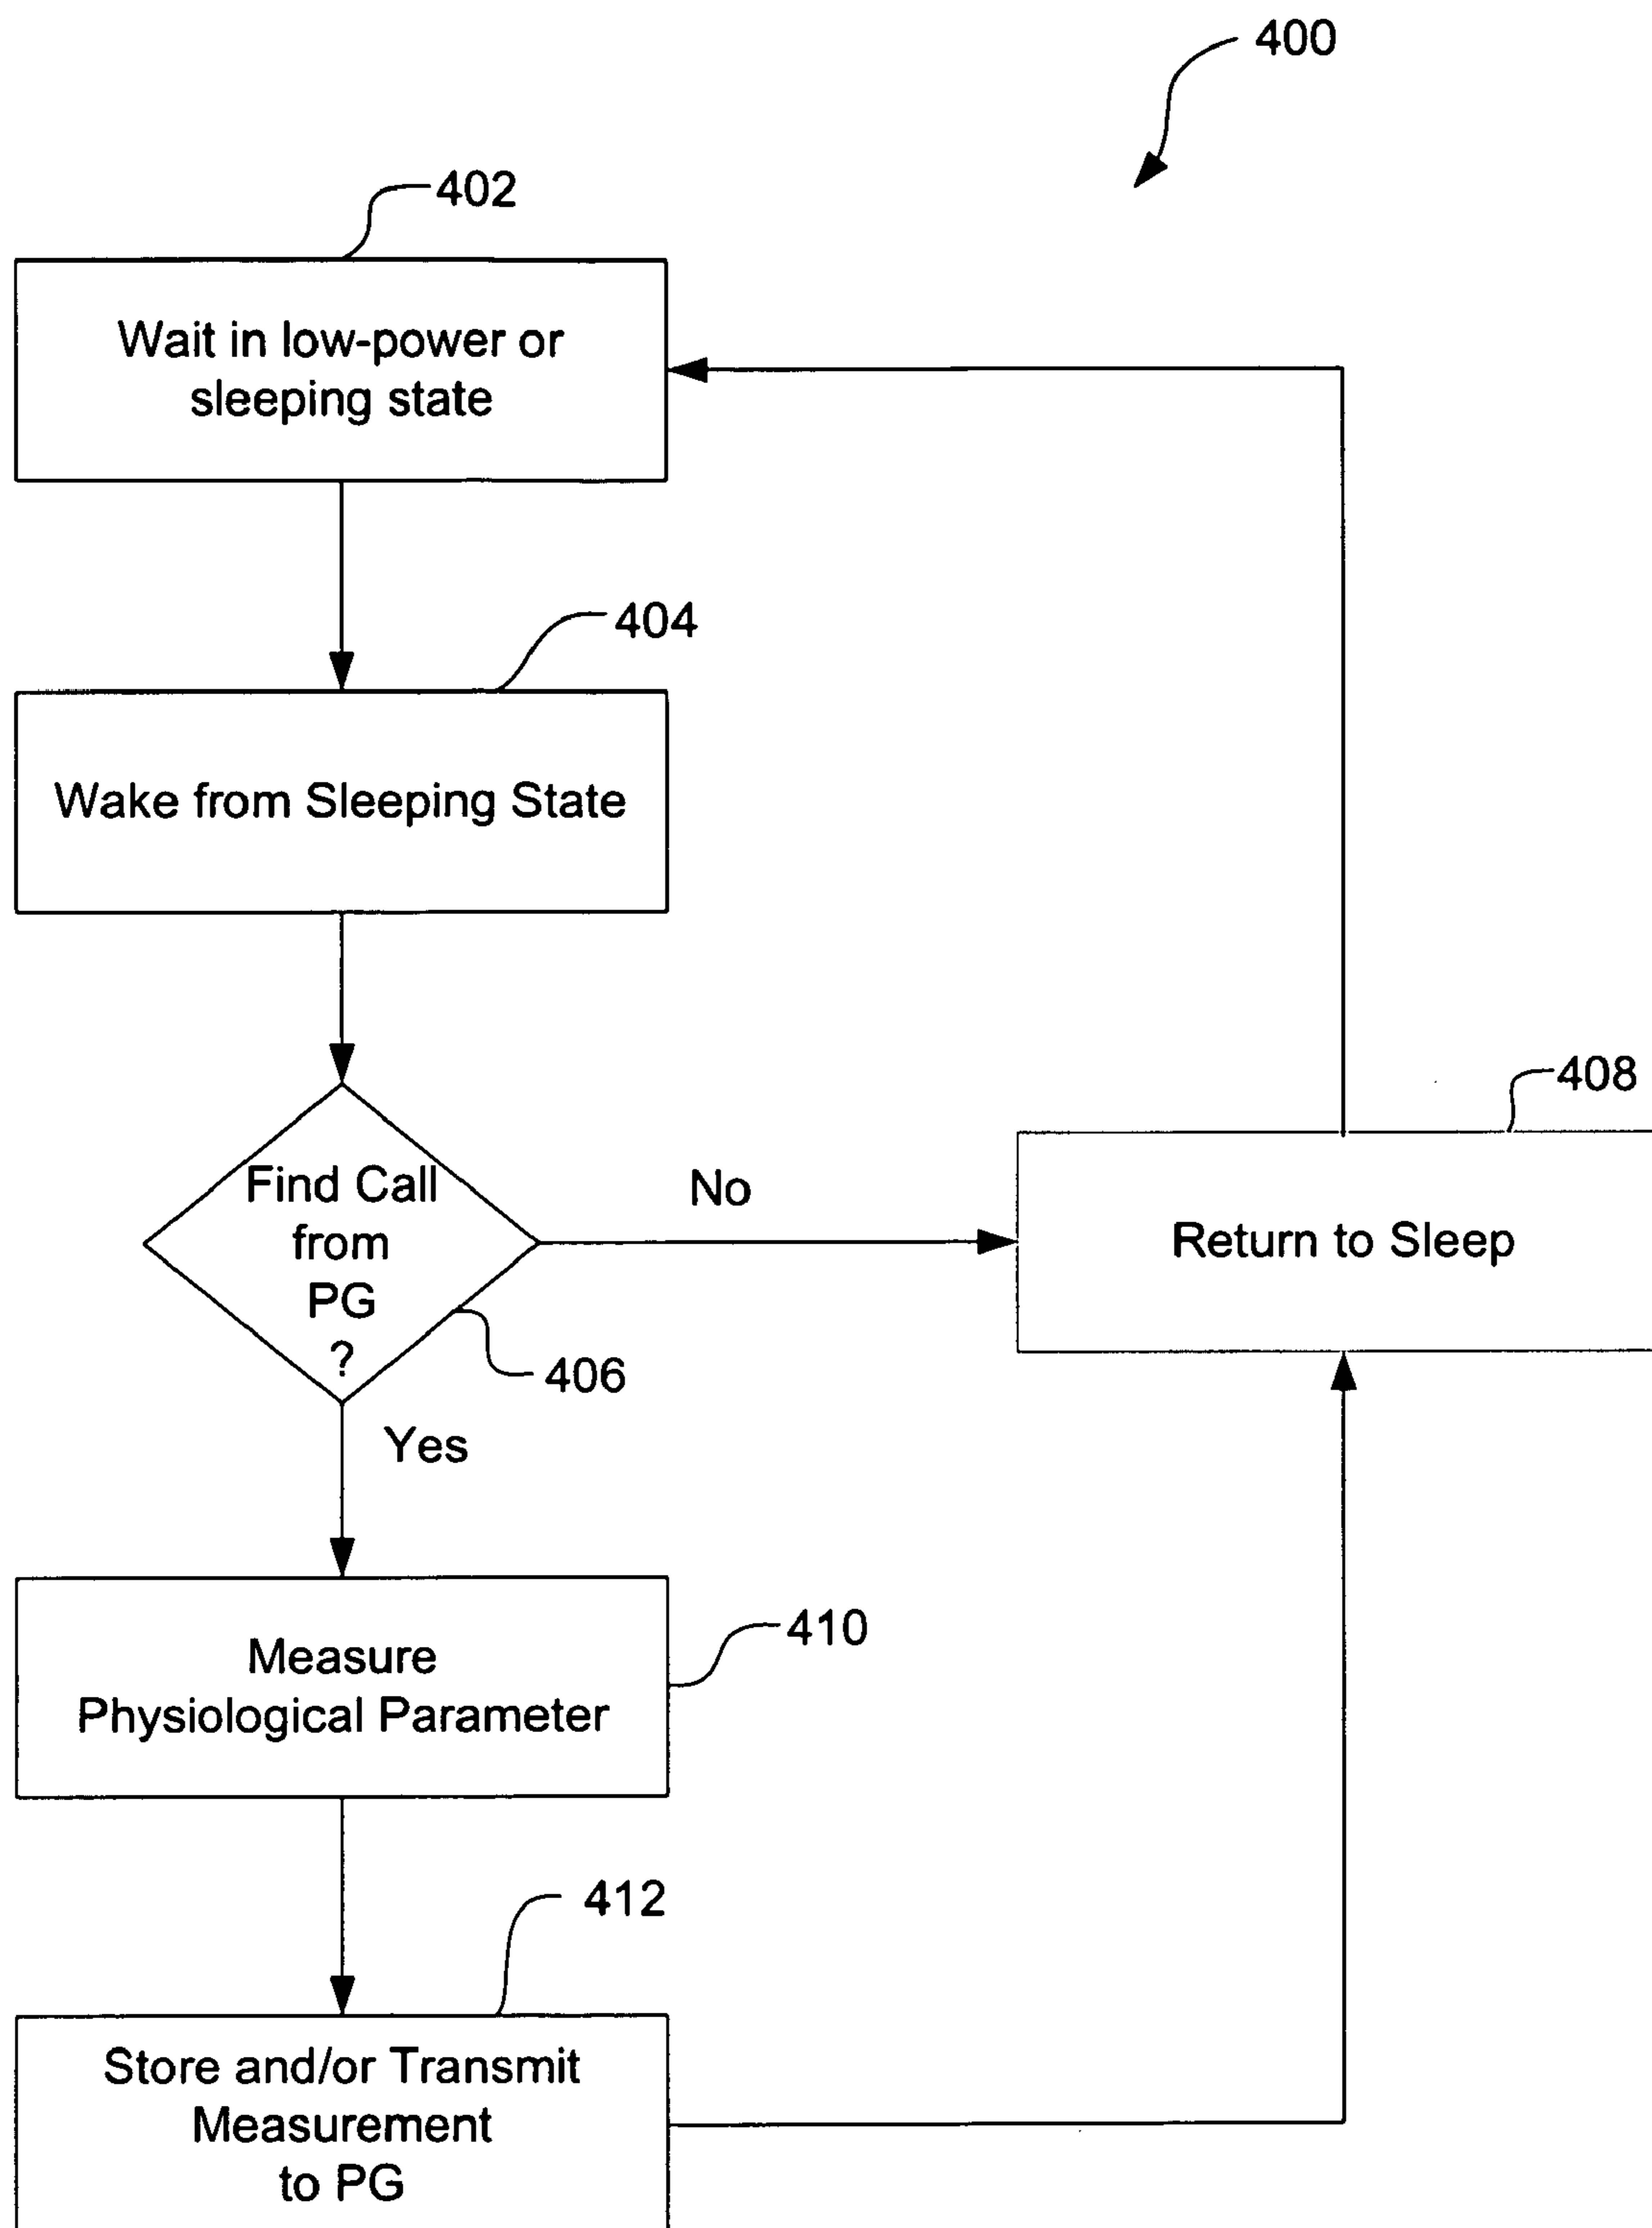 400
402
Wait in low-power or
sleeping state
404
Wake from Sleeping State
408
Find Call
from
PG
?
No
Return to Sleep
406
Yes
410
Measure
Physiological Parameter
412
Store and/or Transmit
Measurement
to PG